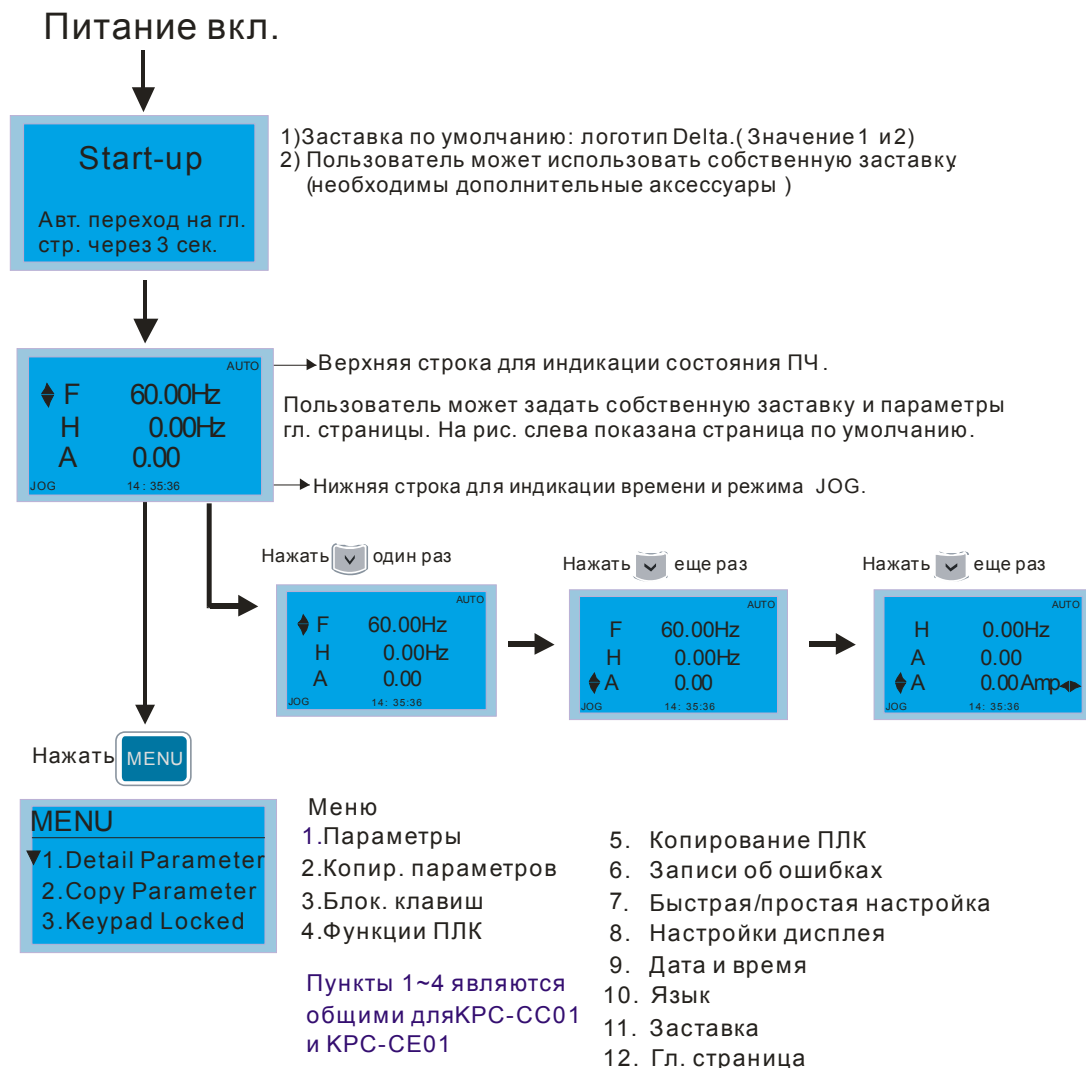 Питание вкл.
Start-up
Авт. переход на гл.
стр. через 3 сек.
1)Заставка по умолчанию: логотип Delta.(Значение 1 и2)
2) Пользователь может использовать собственную заставку
(необходимы дополнительные аксессуары )
AUTO
F 60.00Hz
H 0.00Hz
A 0.00
JOG 14: 35:36
Верхняя строка для индикации состояния ПЧ.
Пользователь может задать собственную заставку и параметры
гл. страницы. На рис. слева показана страница по умолчанию.
Нижняя строка для индикации времени и режима JOG.
Нажать один раз
AUTO
F 60.00Hz
H 0.00Hz
A 0.00
JOG 14: 35:36
Нажать еще раз
AUTO
F 60.00Hz
H 0.00Hz
A 0.00
JOG 14: 35:36
Нажать еще раз
AUTO
H 0.00Hz
A 0.00
A 0.00Amp
JOG 14: 35:36
Нажать MENU
MENU
1.Detail Parameter
2.Copy Parameter
3.Keypad Locked
Меню
1.Параметры
2.Копир. параметров
3.Блок. клавиш
4.Функции ПЛК
Пункты 1~4 являются
общими дляKPC-CC01
и KPC-CE01
5. Копирование ПЛК
6. Записи об ошибках
7. Быстрая/простая настройка
8. Настройки дисплея
9. Дата и время
10. Язык
11. Заставка
12. Гл. страница